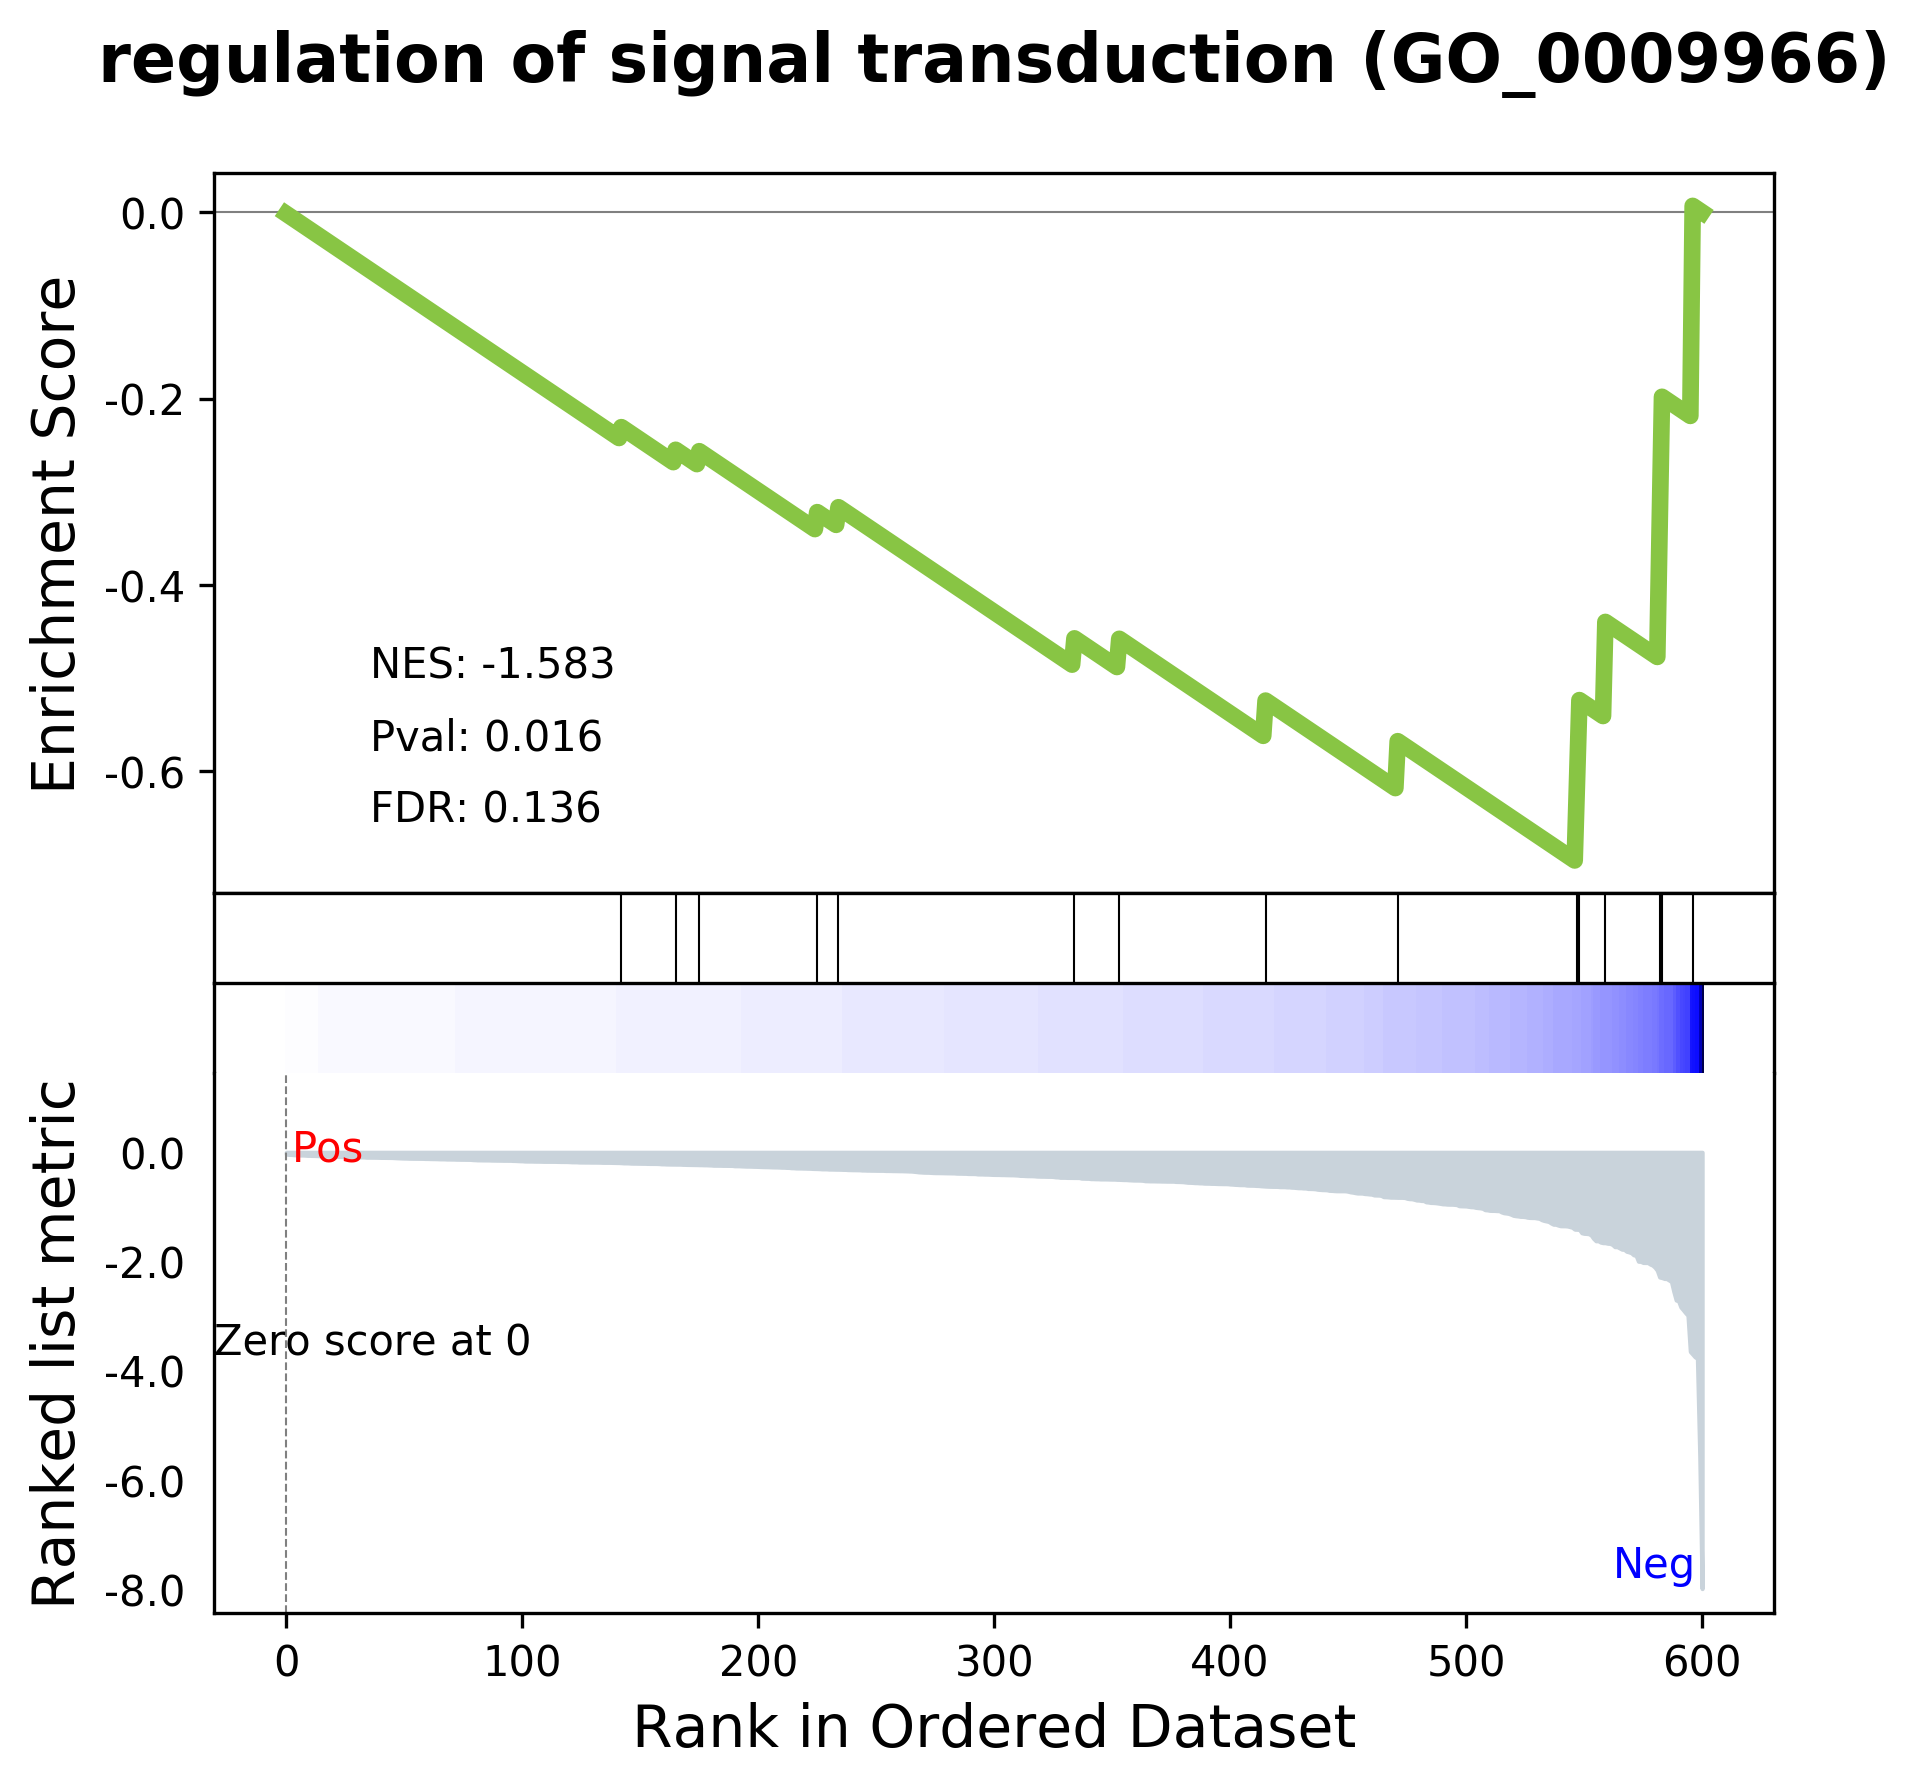 regulation of signal transduction (GO_0009966)
Enrichment Score
0.0
-0.2
-0.4
-0.6
NES: -1.583
Pval: 0.016
FDR: 0.136
Ranked list metric
0.0
-2.0
-4.0
-6.0
-8.0
Pos
Zero score at 0
Neg
0 100 200 300 400 500 600
Rank in Ordered Dataset